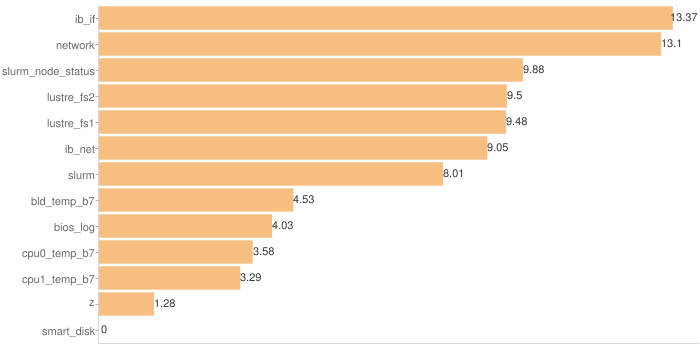 ib_if 13.37
network 13.1
slurm_node_status 9.88
lustre_fs2 9.5
lustre_fs1 9.48
ib_net 9.05
slurm 8.01
bld_temp_b7 4.53
bios_log 4.03
cpu0_temp_b7 3.58
cpu1_temp_b7 3.29
z 1.28
smart_disk 0